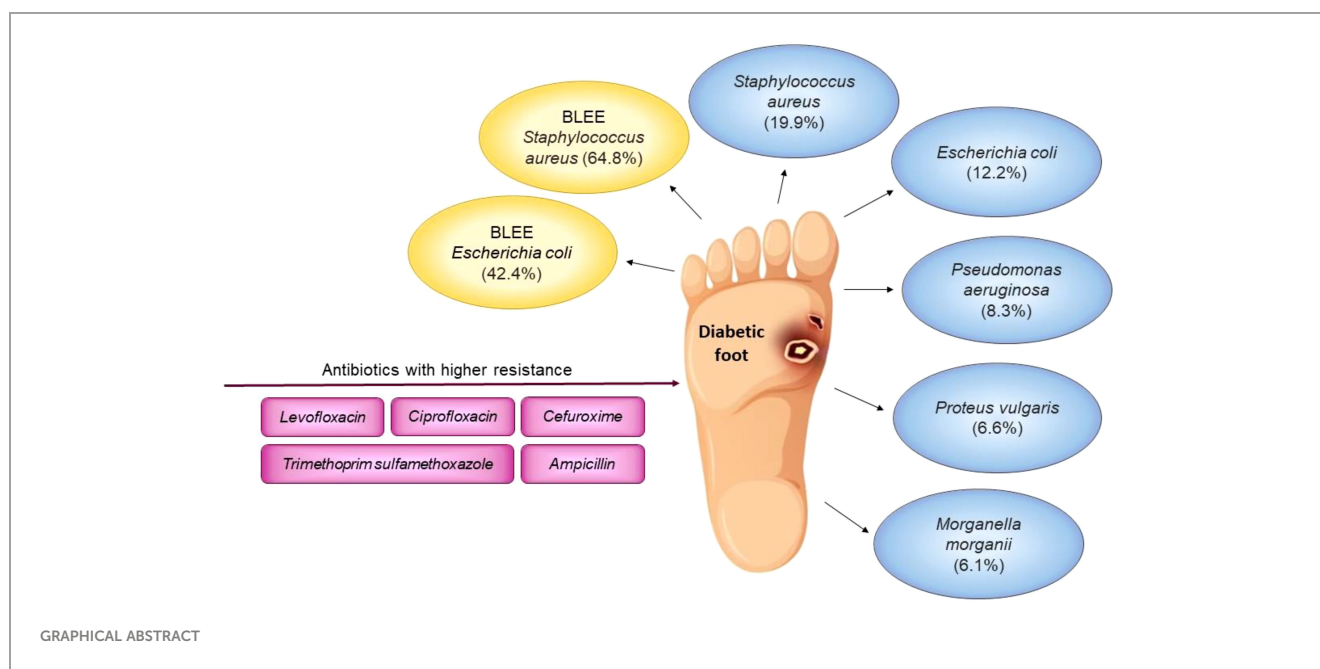 BLEE
Staphylococcus
aureus (64.8%)
BLEE
Escherichia coli
(42.4%)
Staphylococcus
aureus
(19.9%)
Escherichia coli
(12.2%)
Pseudomonas
aeruginosa
(8.3%)
Proteus vulgaris
(6.6%)
Morganella
morganii
(6.1%)
Diabetic
foot
Antibiotics with higher resistance
Levofloxacin
Ciprofloxacin
Cefuroxime
Trimethoprim sulfamethoxazole
Ampicillin
GRAPHICAL ABSTRACT